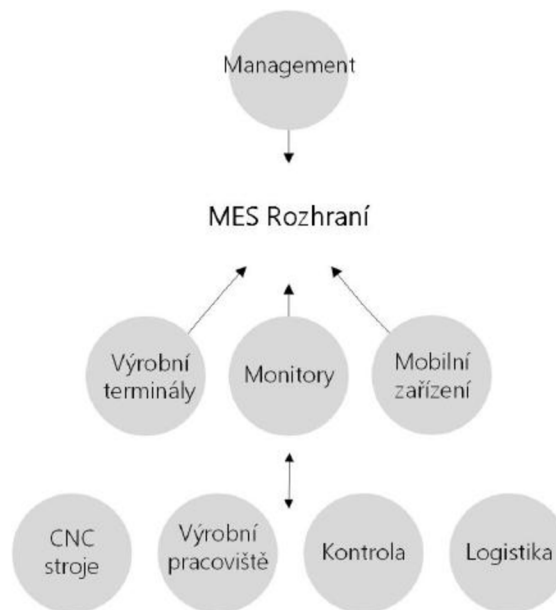 Management
MES Rozhraní
Výrobní
terminály
Monitory
Mobilní
zařízení
CNC
stroje
Výrobní
pracoviště
Kontrola
Logistika